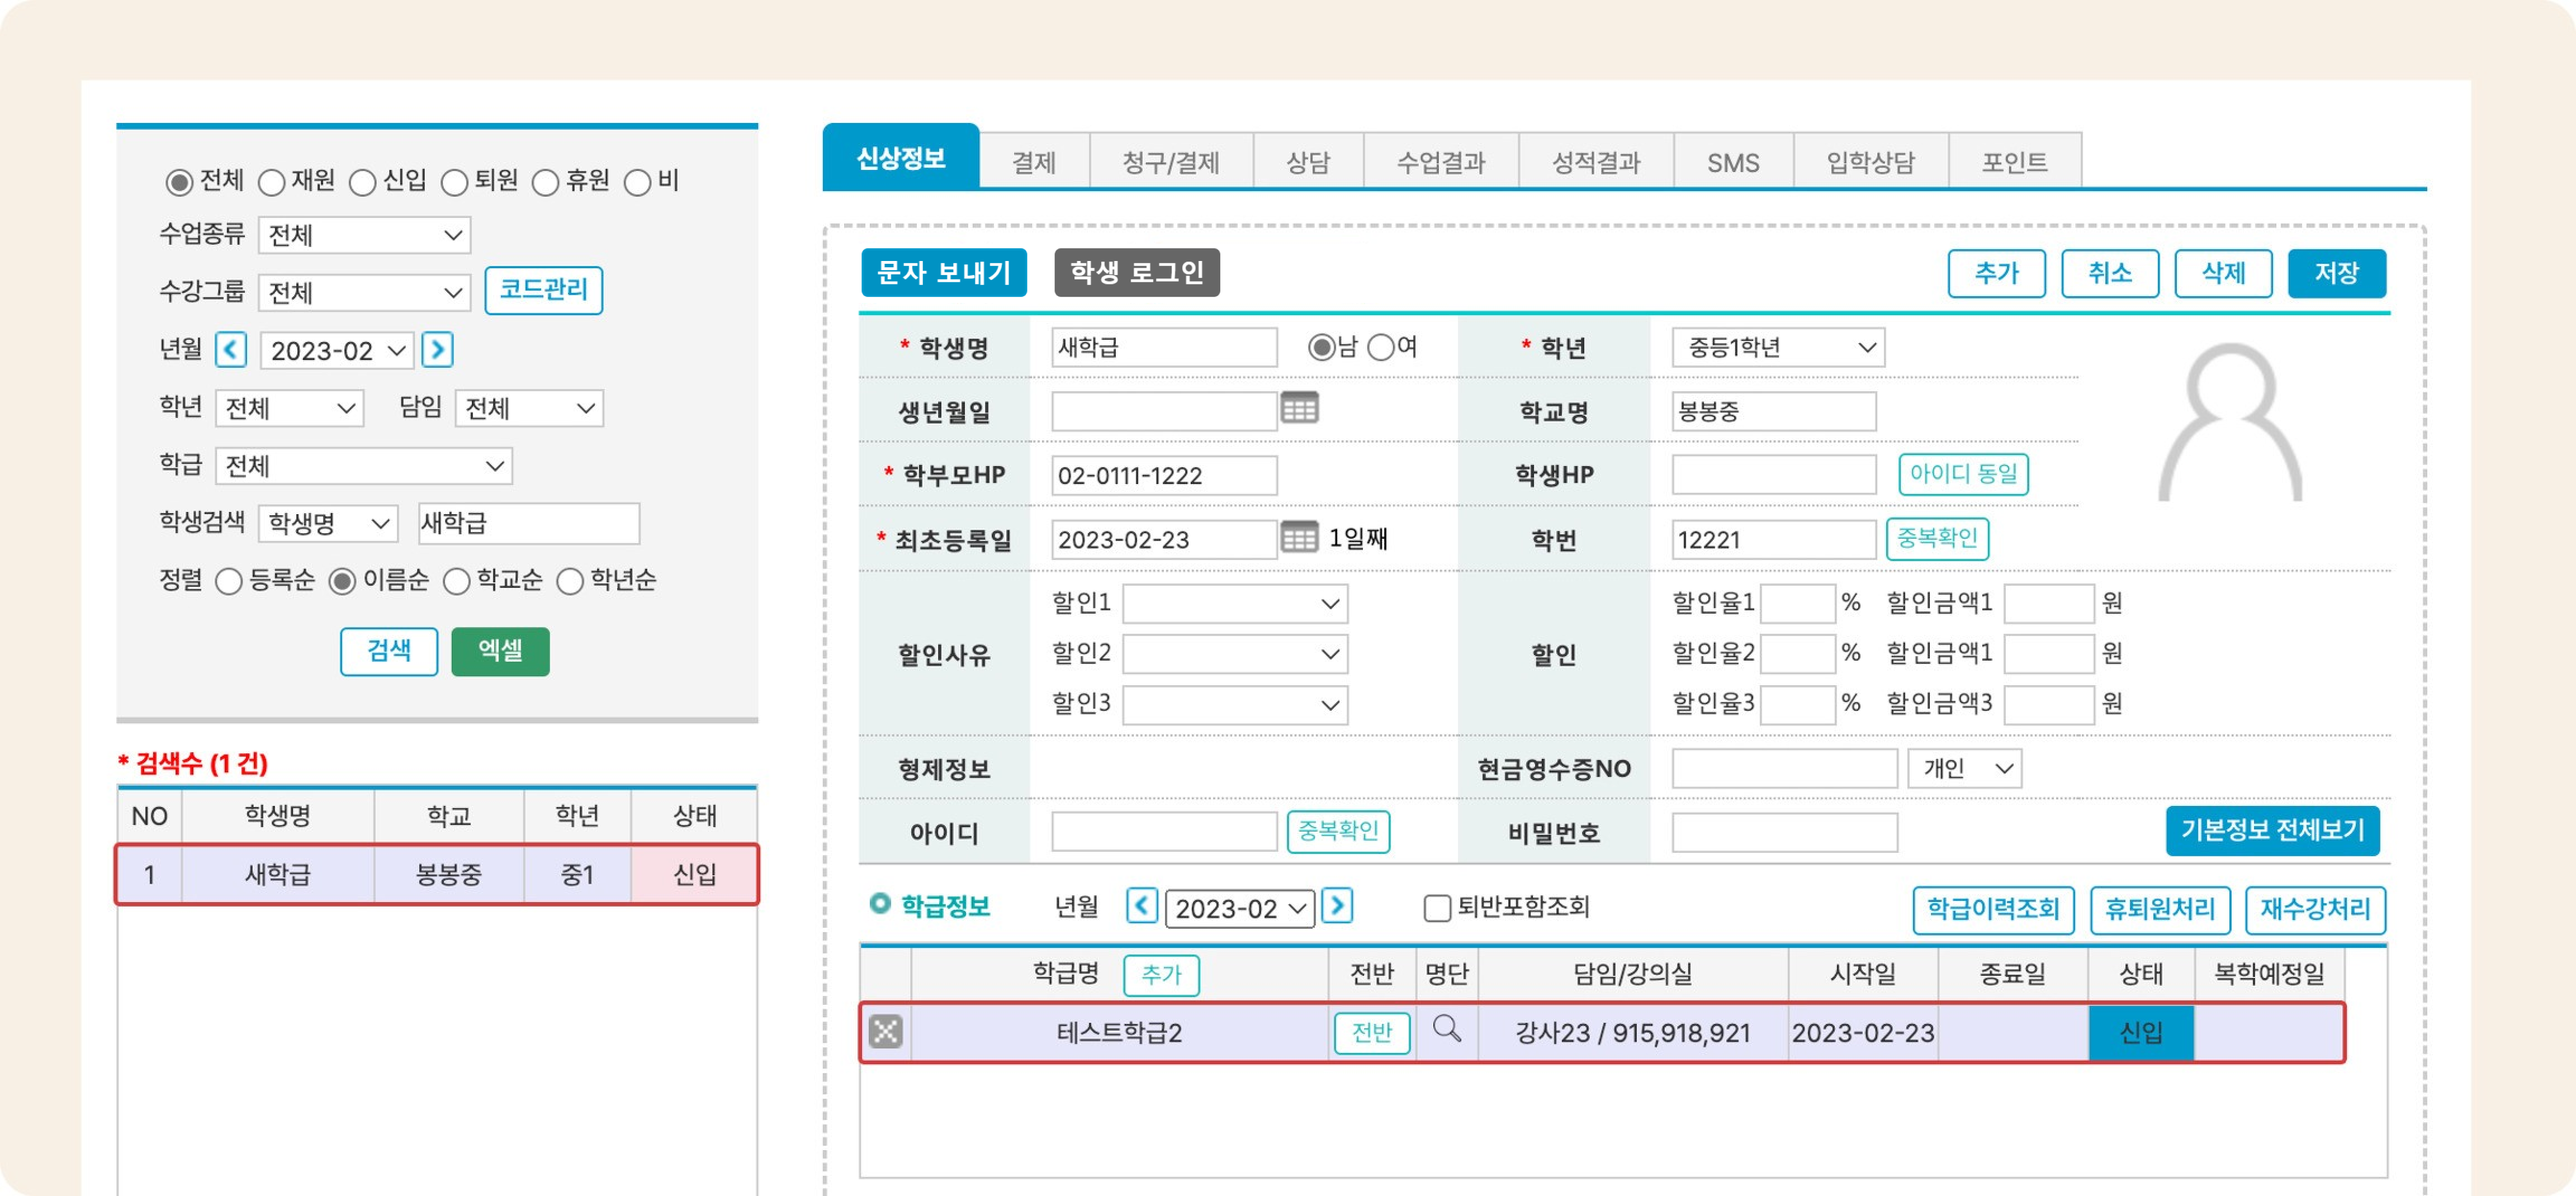 전체 재원 신입 퇴원 휴원 비
수업종류 전체
수강그룹 전체 코드관리
년월 2023-02
학년 전체 담임 전체
학급 전체
학생검색 학생명 새학급
정렬 등록순 이름순 학교순 학년순
검색 엑셀
* 검색수 (1 건)
NO 학생명 학교 학년 상태
1 새학급 봉봉중 중1 신입
신상정보 결제 청구/결제 상담 수업결과 성적결과 SMS 입학상담 포인트
문자 보내기 학생 로그인 추가 취소 삭제 저장
* 학생명 새학급 남 여 * 학년 중등1학년
생년월일 학교명 봉봉중
* 학부모HP 02-0111-1222 학생HP 아이디 동일
* 최초등록일 2023-02-23 1일째 학번 12221 중복확인
할인사유 할인1 할인 할인율1 % 할인금액1 원
할인2 할인율2 % 할인금액1 원
할인3 할인율3 % 할인금액3 원
형제정보 현금영수증NO 개인
아이디 중복확인 비밀번호 기본정보 전체보기
학급정보 년월 2023-02 퇴반포함조회 학급이력조회 휴퇴원처리 재수강처리
학급명 추가 전반 명단 담임/강의실 시작일 종료일 상태 복학예정일
테스트학급2 전반 강사23 / 915,918,921 2023-02-23 신입